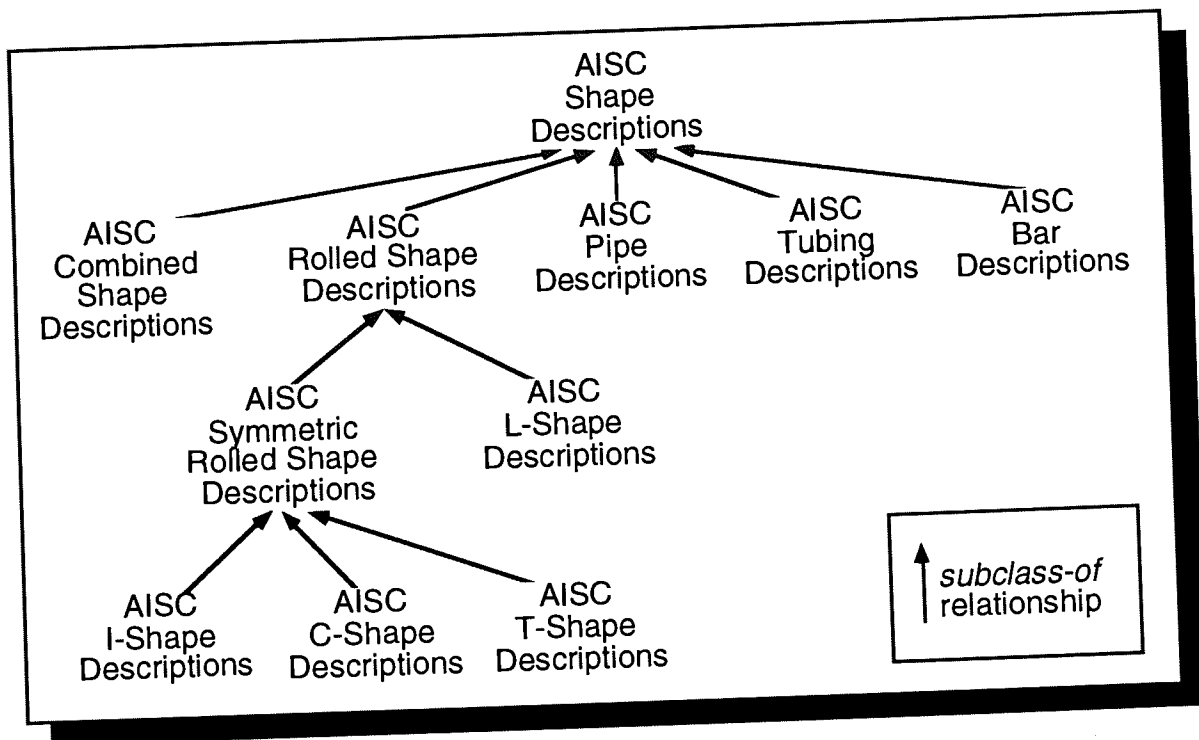 AISC
Shape
Descriptions
AISC
Combined
Shape
Descriptions
AISC
Rolled Shape
Descriptions
AISC
Pipe
Descriptions
AISC
Tubing
Descriptions
AISC
Bar
Descriptions
AISC
Symmetric
Rolled Shape
Descriptions
AISC
L-Shape
Descriptions
AISC
I-Shape
Descriptions
AISC
C-Shape
Descriptions
AISC
T-Shape
Descriptions
subclass-of
relationship